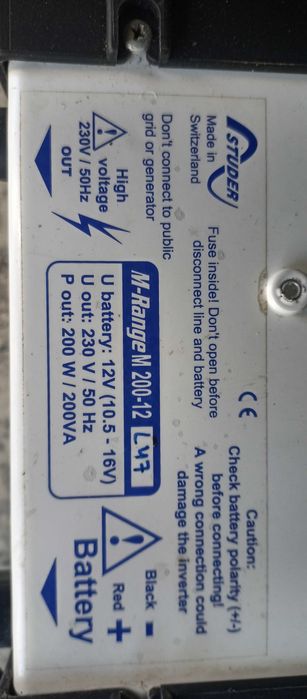 STUDER
Made in
Switzerland
Fuse inside! Don't open before
disconnect line and battery
CE
Caution:
Check battery polarity (+/-)
before connecting!
A wrong connection could
damage the inverter
Don't connect to public
grid or generator
High
voltage
230V / 50Hz
OUT
M-Range M 200-12 L47
U battery: 12V (10.5 - 16V)
U out: 230 V / 50 Hz
P out: 200 W / 200VA
Black -
Red +
Battery